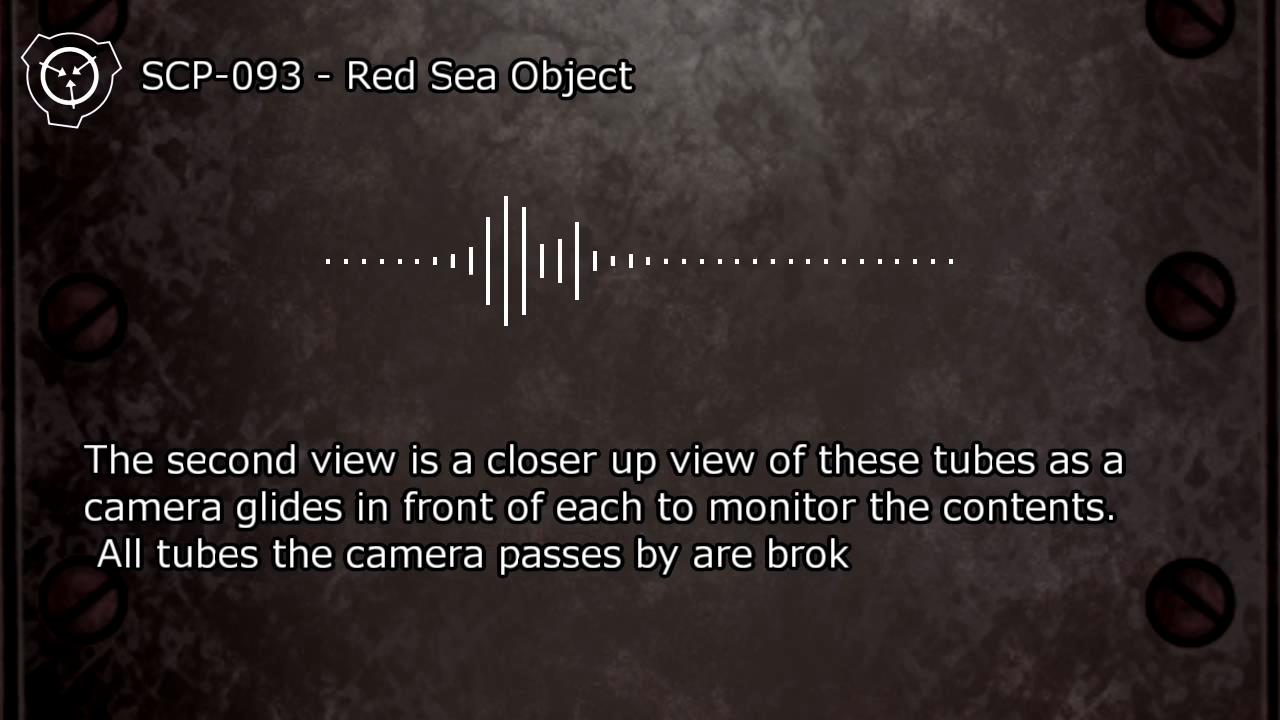 SCP-093 - Red Sea Object
The second view is a closer up view of these tubes as a
camera glides in front of each to monitor the contents.
All tubes the camera passes by are brok